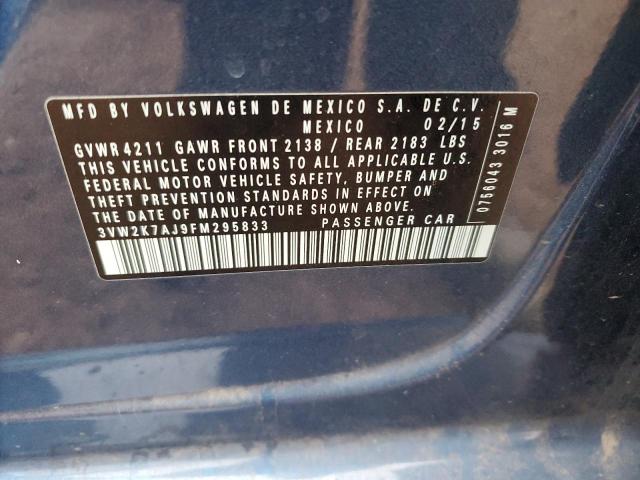 MFD BY VOLKSWAGEN DE MEXICO S.A. DE C.V.
MEXICO 02/15
GVWR 4211 GAWR FRONT 2138 / REAR 2183 LBS
THIS VEHICLE CONFORMS TO ALL APPLICABLE U.S.
FEDERAL MOTOR VEHICLE SAFETY, BUMPER AND
THEFT PREVENTION STANDARDS IN EFFECT ON
THE DATE OF MANUFACTURE SHOWN ABOVE.
3VW2K7AJ9FM295833 PASSENGER CAR
0756043 3016 M